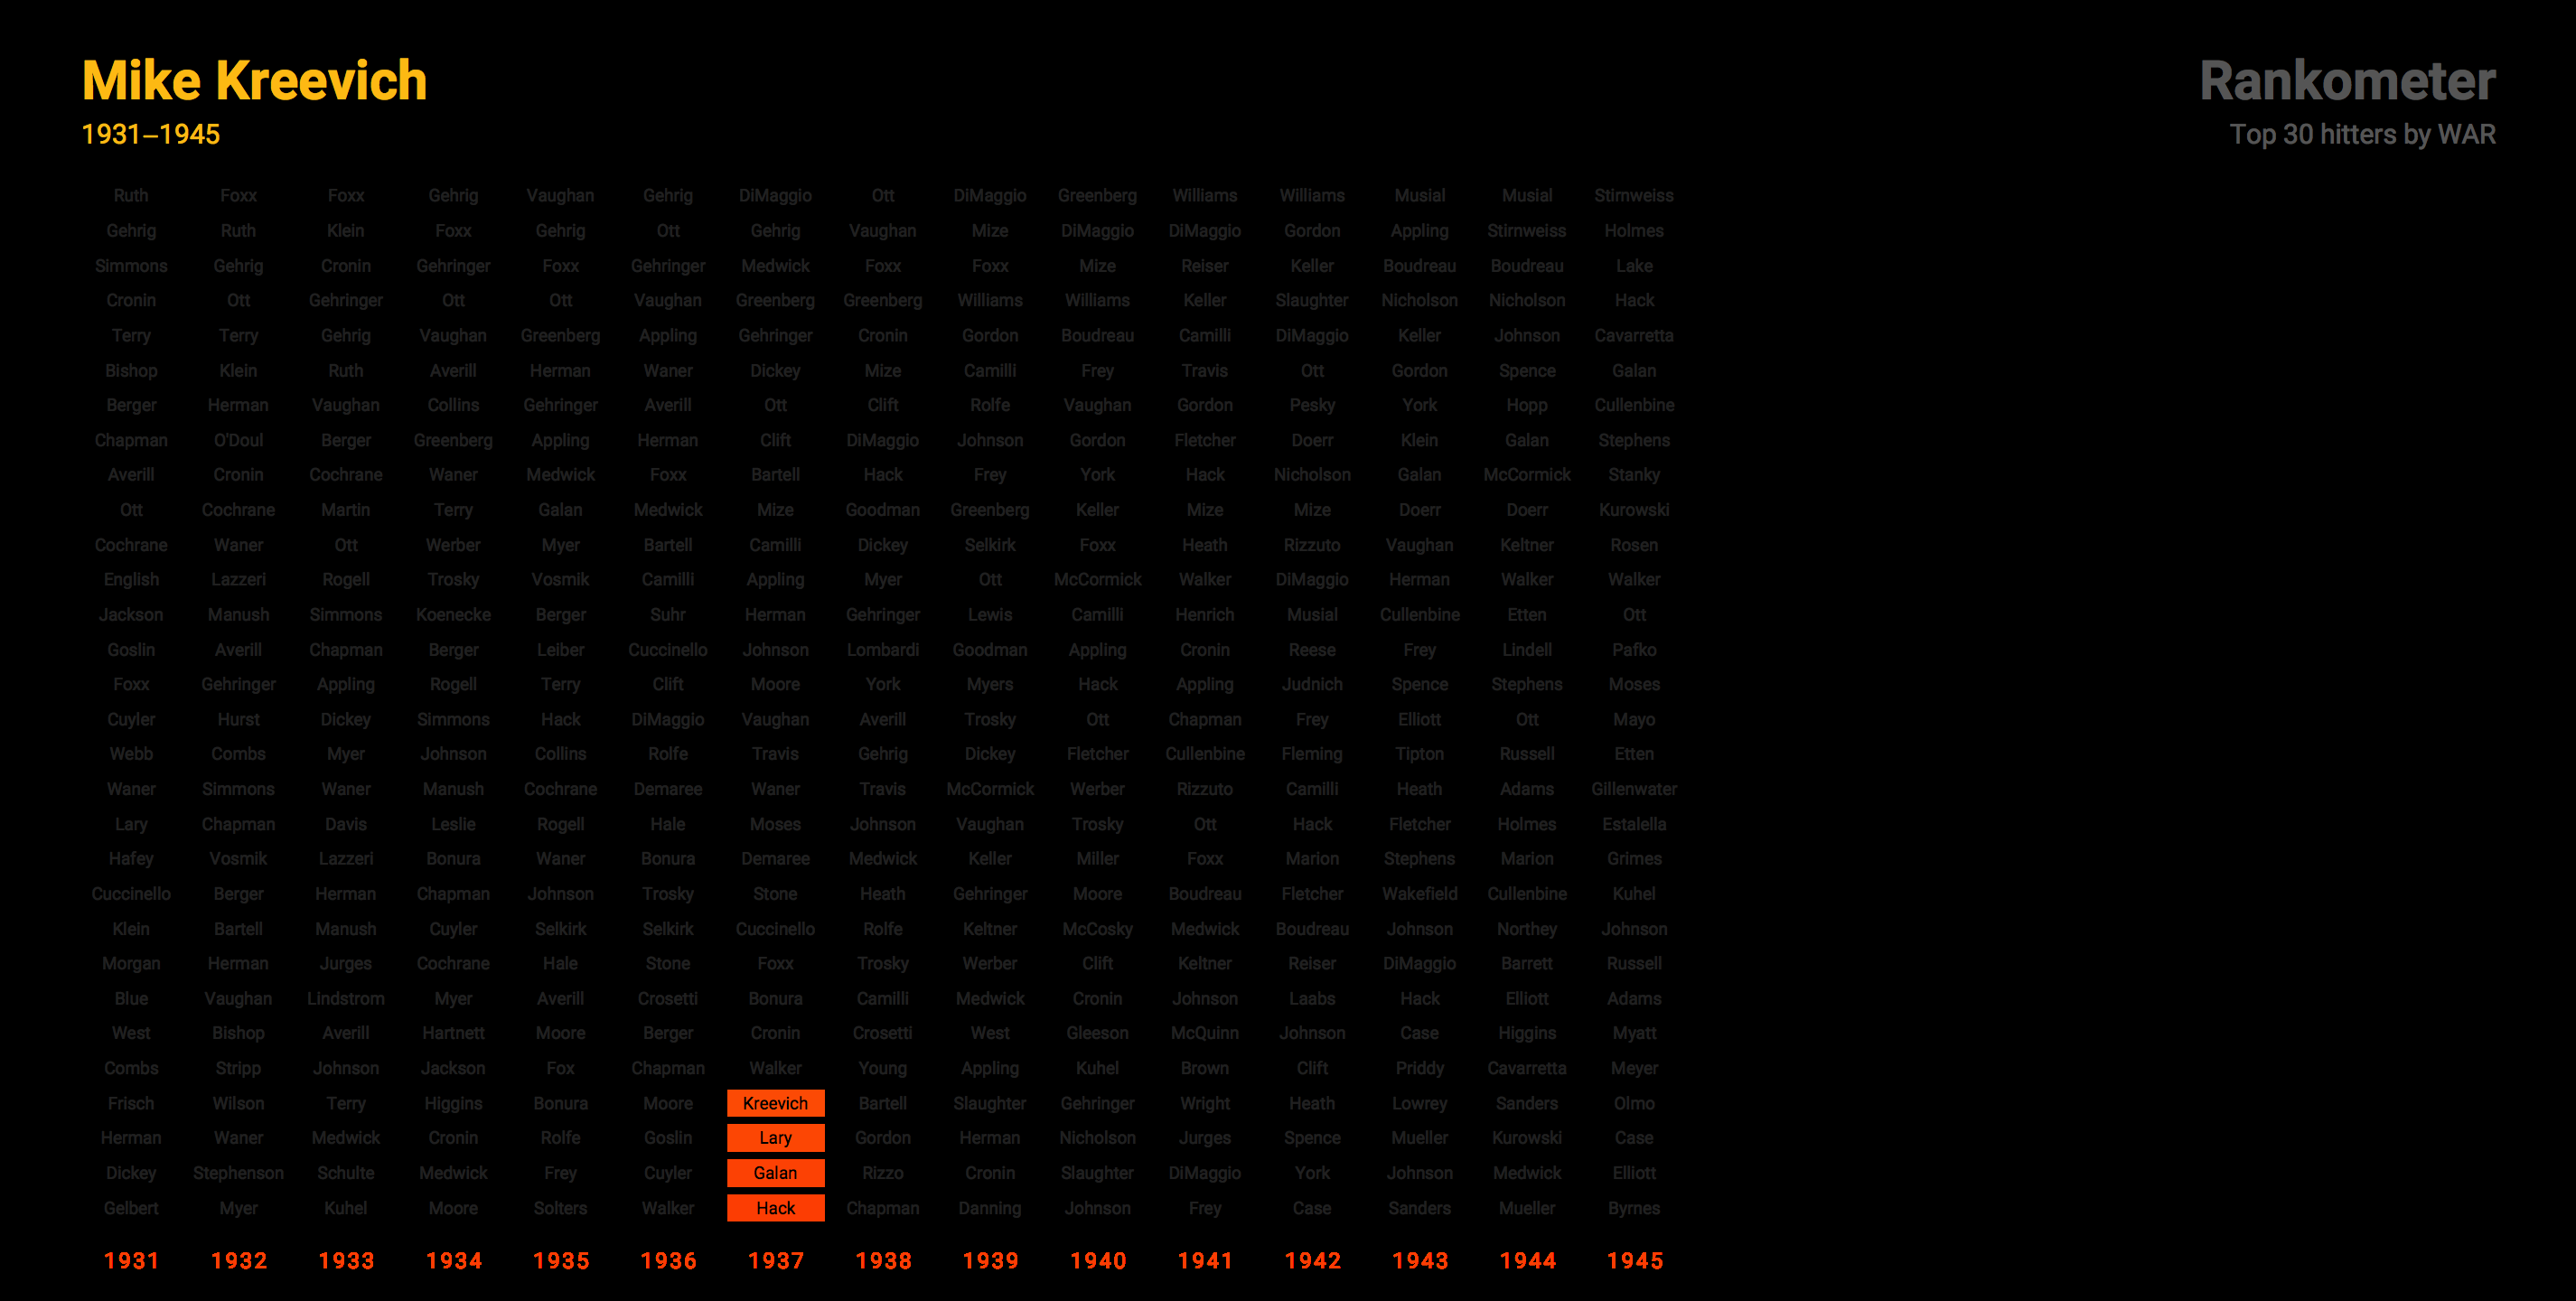 Mike Kreevich
1931–1945
Rankometer
Top 30 hitters by WAR
Ruth Foxx Foxx Gehrig Vaughan Gehrig DiMaggio Ott DiMaggio Greenberg Williams Williams Musial Musial Stirnweiss
Gehrig Ruth Klein Foxx Gehrig Ott Gehrig Vaughan Mize DiMaggio DiMaggio Gordon Appling Stirnweiss Holmes
Simmons Gehrig Cronin Gehringer Foxx Gehringer Medwick Foxx Foxx Mize Reiser Keller Boudreau Boudreau Lake
Cronin Ott Gehringer Ott Ott Vaughan Greenberg Greenberg Williams Williams Keller Slaughter Nicholson Nicholson Hack
Terry Terry Gehrig Vaughan Greenberg Appling Gehringer Cronin Gordon Boudreau Camilli DiMaggio Keller Johnson Cavarretta
Bishop Klein Ruth Averill Herman Waner Dickey Mize Camilli Frey Travis Ott Gordon Spence Galan
Berger Herman Vaughan Collins Gehringer Averill Ott Clift Rolfe Vaughan Gordon Pesky York Hopp Cullenbine
Chapman O'Doul Berger Greenberg Appling Herman Clift DiMaggio Johnson Gordon Fletcher Doerr Klein Galan Stephens
Averill Cronin Cochrane Waner Medwick Foxx Bartell Hack Frey York Hack Nicholson Galan McCormick Stanky
Ott Cochrane Martin Terry Galan Medwick Mize Goodman Greenberg Keller Mize Mize Doerr Doerr Kurowski
Cochrane Waner Ott Werber Myer Bartell Camilli Dickey Selkirk Foxx Heath Rizzuto Vaughan Keltner Rosen
English Lazzeri Rogell Trosky Vosmik Camilli Appling Myer Ott McCormick Walker DiMaggio Herman Walker Walker
Jackson Manush Simmons Koenecke Berger Suhr Herman Gehringer Lewis Camilli Henrich Musial Cullenbine Etten Ott
Goslin Averill Chapman Berger Leiber Cuccinello Johnson Lombardi Goodman Appling Cronin Reese Frey Lindell Pafko
Foxx Gehringer Appling Rogell Terry Clift Moore York Myers Hack Appling Judnich Spence Stephens Moses
Cuyler Hurst Dickey Simmons Hack DiMaggio Vaughan Averill Trosky Ott Chapman Frey Elliott Ott Mayo
Webb Combs Myer Johnson Collins Rolfe Travis Gehrig Dickey Fletcher Cullenbine Fleming Tipton Russell Etten
Waner Simmons Waner Manush Cochrane Demaree Waner Travis McCormick Werber Rizzuto Camilli Heath Adams Gillenwater
Lary Chapman Davis Leslie Rogell Hale Moses Johnson Vaughan Trosky Ott Hack Fletcher Holmes Estalella
Hafey Vosmik Lazzeri Bonura Waner Bonura Demaree Medwick Keller Miller Foxx Marion Stephens Marion Grimes
Cuccinello Berger Herman Chapman Johnson Trosky Stone Heath Gehringer Moore Boudreau Fletcher Wakefield Cullenbine Kuhel
Klein Bartell Manush Cuyler Selkirk Selkirk Cuccinello Rolfe Keltner McCosky Medwick Boudreau Johnson Northey Johnson
Morgan Herman Jurges Cochrane Hale Stone Foxx Trosky Werber Clift Keltner Reiser DiMaggio Barrett Russell
Blue Vaughan Lindstrom Myer Averill Crosetti Bonura Camilli Medwick Cronin Johnson Laabs Hack Elliott Adams
West Bishop Averill Hartnett Moore Berger Cronin Crosetti West Gleeson McQuinn Johnson Case Higgins Myatt
Combs Stripp Johnson Jackson Fox Chapman Walker Young Appling Kuhel Brown Clift Priddy Cavarretta Meyer
Frisch Wilson Terry Higgins Bonura Moore Kreevich Bartell Slaughter Gehringer Wright Heath Lowrey Sanders Olmo
Herman Waner Medwick Cronin Rolfe Goslin Lary Gordon Herman Nicholson Jurges Spence Mueller Kurowski Case
Dickey Stephenson Schulte Medwick Frey Cuyler Galan Rizzo Cronin Slaughter DiMaggio York Johnson Medwick Elliott
Gelbert Myer Kuhel Moore Solters Walker Hack Chapman Danning Johnson Frey Case Sanders Mueller Byrnes
1931 1932 1933 1934 1935 1936 1937 1938 1939 1940 1941 1942 1943 1944 1945